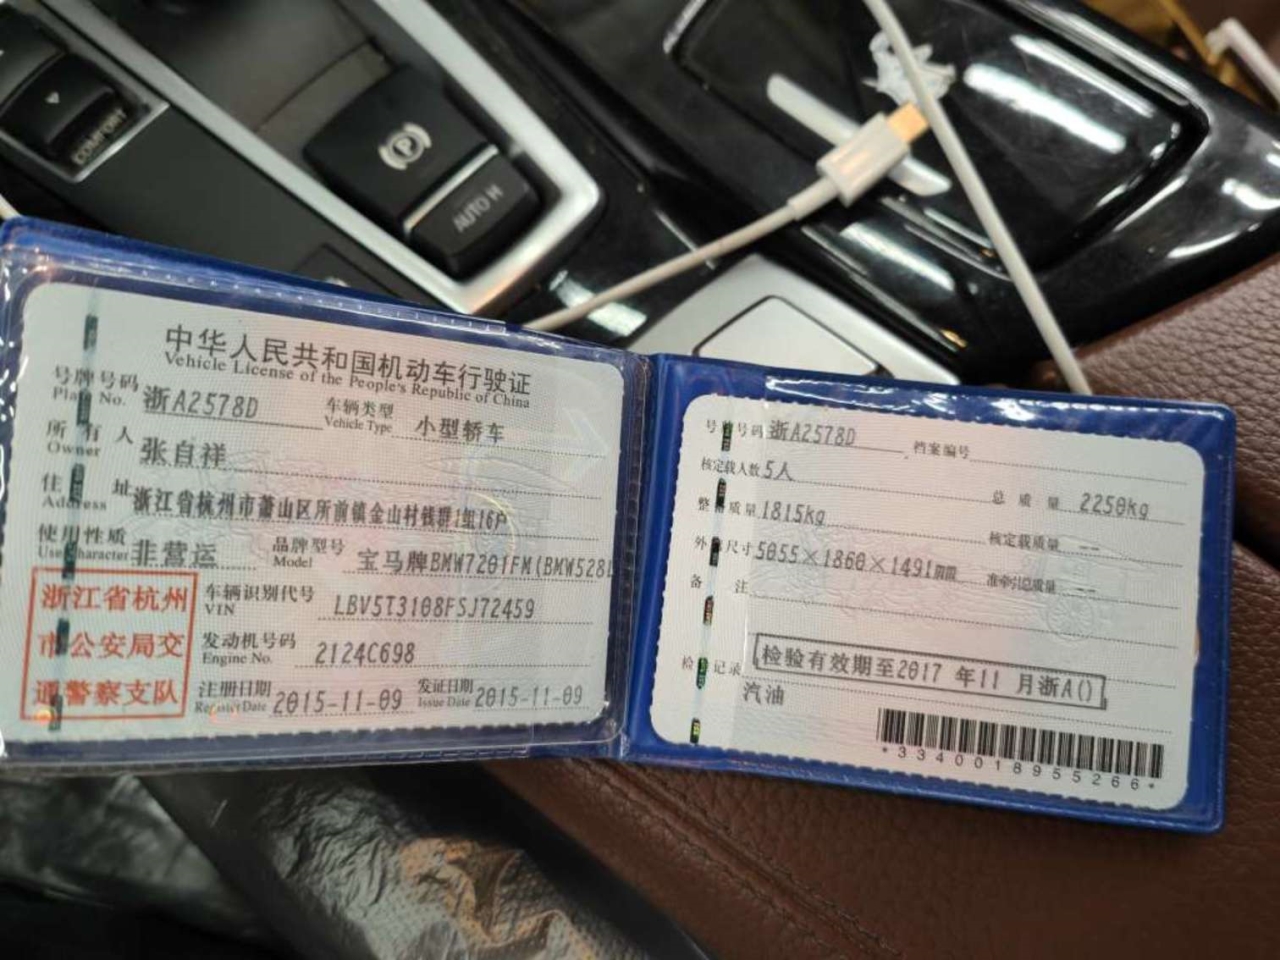 COMFORT
P
AUTO H
中华人民共和国机动车行驶证
Vehicle License of the People's Republic of China
号牌号码 浙A2578D 车辆类型 小型轿车
Plate No. Vehicle Type
所有人 张自祥
Owner
住址 浙江省杭州市萧山区所前镇金山村钱群1组16户
Address
使用性质 非营运 品牌型号 宝马牌BMW7201FM(BMW528L
Use Character Model
浙江省杭州
市公安局交
通警察支队
车辆识别代号 LBV5T3108FSJ72459
VIN
发动机号码 2124C698
Engine No.
注册日期 2015-11-09 发证日期 2015-11-09
Register Date Issue Date
号牌号码 浙A2578D 档案编号
核定载人数 5人 总质量 2250kg
整备质量 1815kg 核定载质量 --
外廓尺寸 5055×1860×1491mm 准牵引总质量 --
备注
检验记录 检验有效期至2017 年11 月浙A()
汽油
*3340018955266*